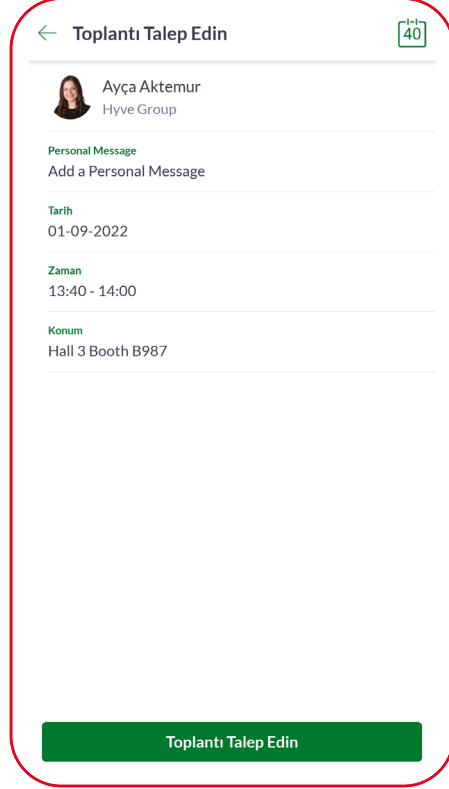 Toplantı Talep Edin
40
Ayça Aktemur
Hyve Group
Personal Message
Add a Personal Message
Tarih
01-09-2022
Zaman
13:40 - 14:00
Konum
Hall 3 Booth B987
Toplantı Talep Edin